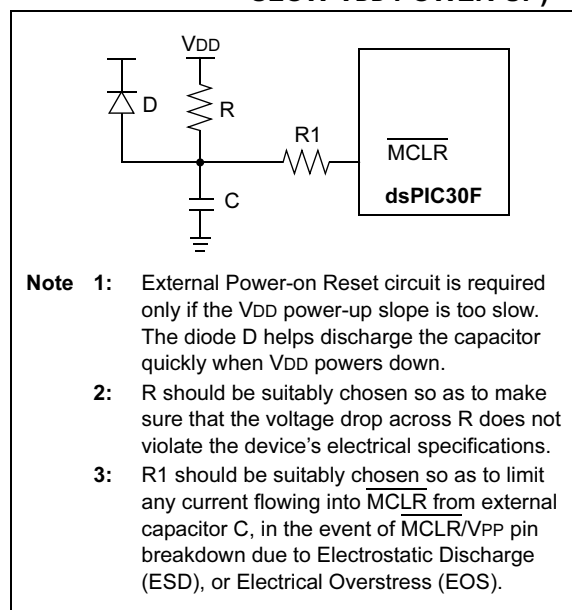 VDD
D
R
R1
MCLR
dsPIC30F
C
Note 1: External Power-on Reset circuit is required
only if the VDD power-up slope is too slow.
The diode D helps discharge the capacitor
quickly when VDD powers down.
2: R should be suitably chosen so as to make
sure that the voltage drop across R does not
violate the device's electrical specifications.
3: R1 should be suitably chosen so as to limit
any current flowing into MCLR from external
capacitor C, in the event of MCLR/VPP pin
breakdown due to Electrostatic Discharge
(ESD), or Electrical Overstress (EOS).